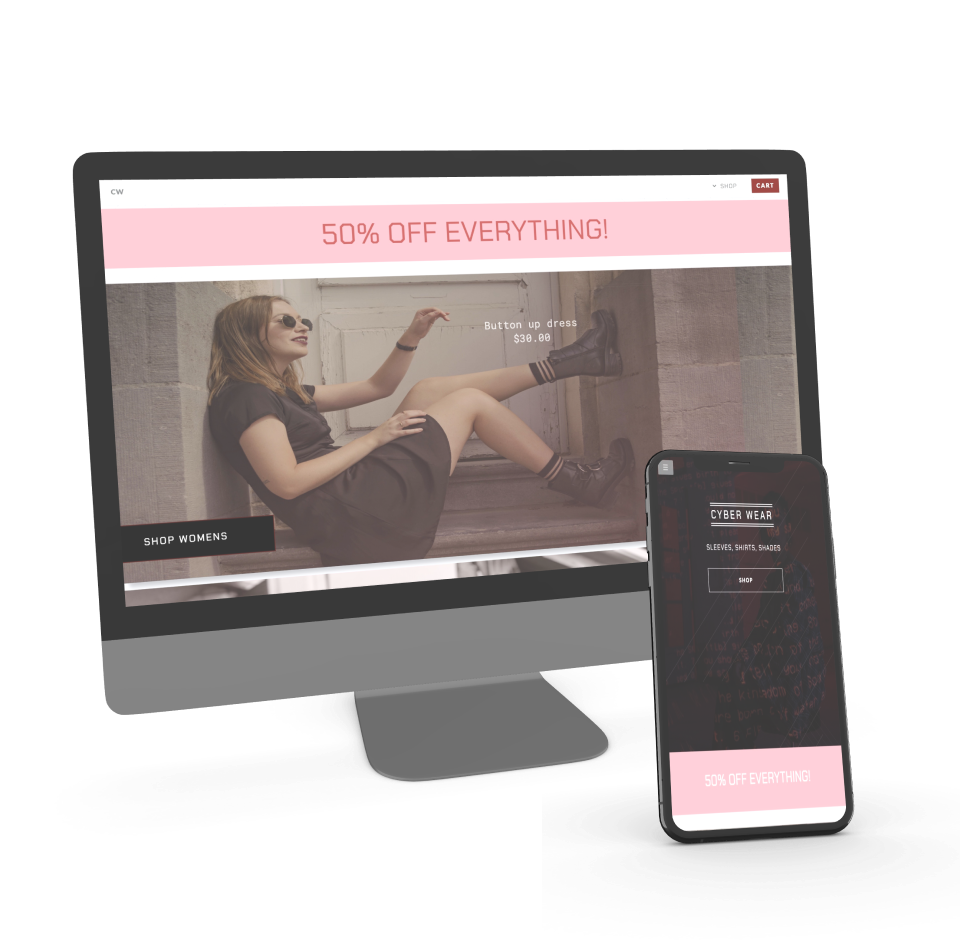 CW
SHOP
CART
50% OFF EVERYTHING!
Button up dress
$30.00
SHOP WOMENS
CYBER WEAR
SLEEVES, SHIRTS, SHADES
SHOP
50% OFF EVERYTHING!